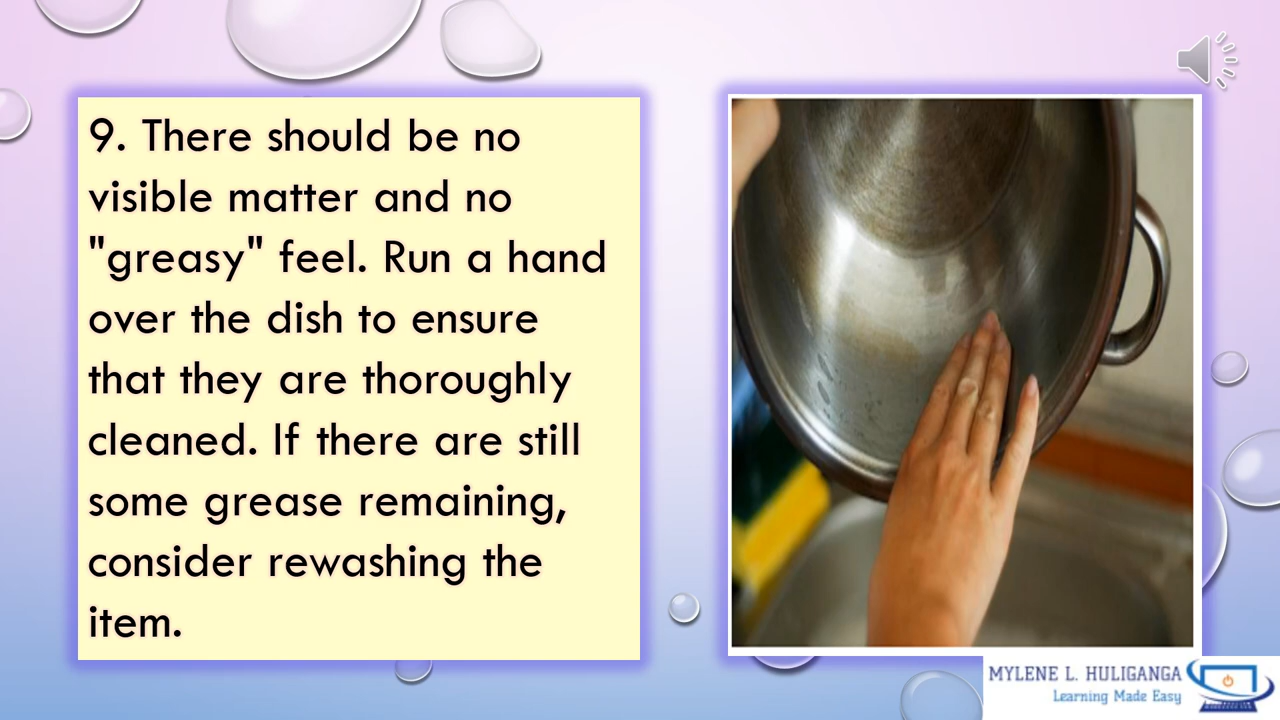 9. There should be no
visible matter and no
"greasy" feel. Run a hand
over the dish to ensure
that they are thoroughly
cleaned. If there are still
some grease remaining,
consider rewashing the
item.
MYLENE L. HULIGANGA
Learning Made Easy